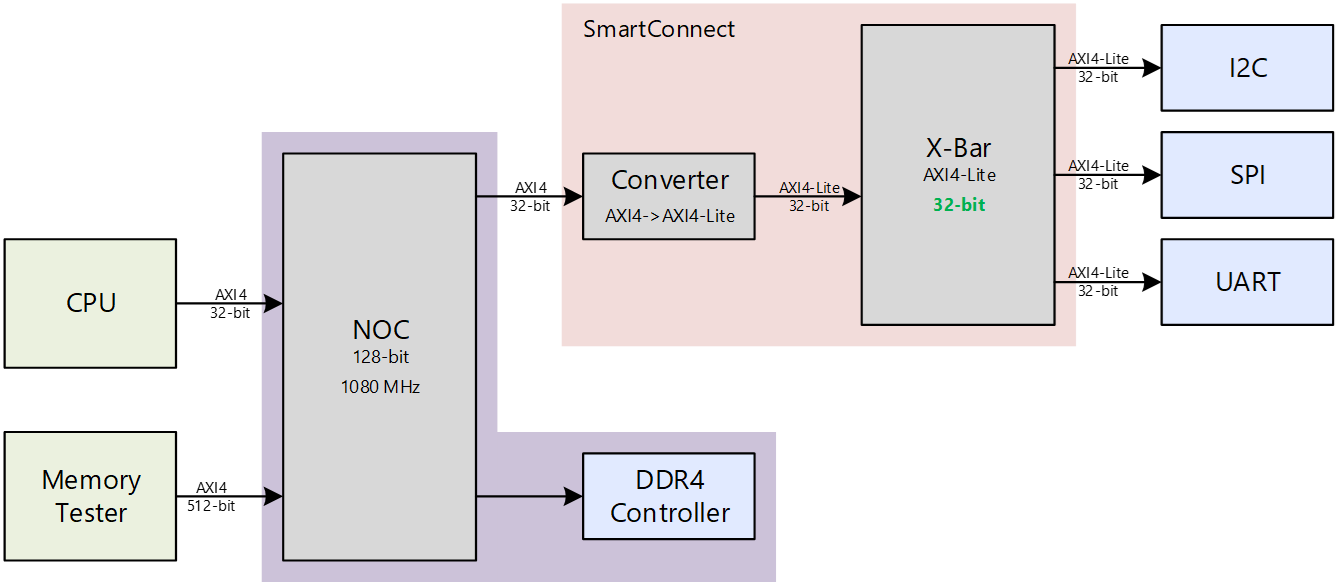 SmartConnect
X-Bar
AXI4-Lite
32-bit
AXI4-Lite
32-bit
I2C
AXI4-Lite
32-bit
SPI
AXI4-Lite
32-bit
UART
Converter
AXI4->AXI4-Lite
AXI4-Lite
32-bit
AXI4
32-bit
CPU
AXI4
32-bit
NOC
128-bit
1080 MHz
Memory
Tester
AXI4
512-bit
DDR4
Controller